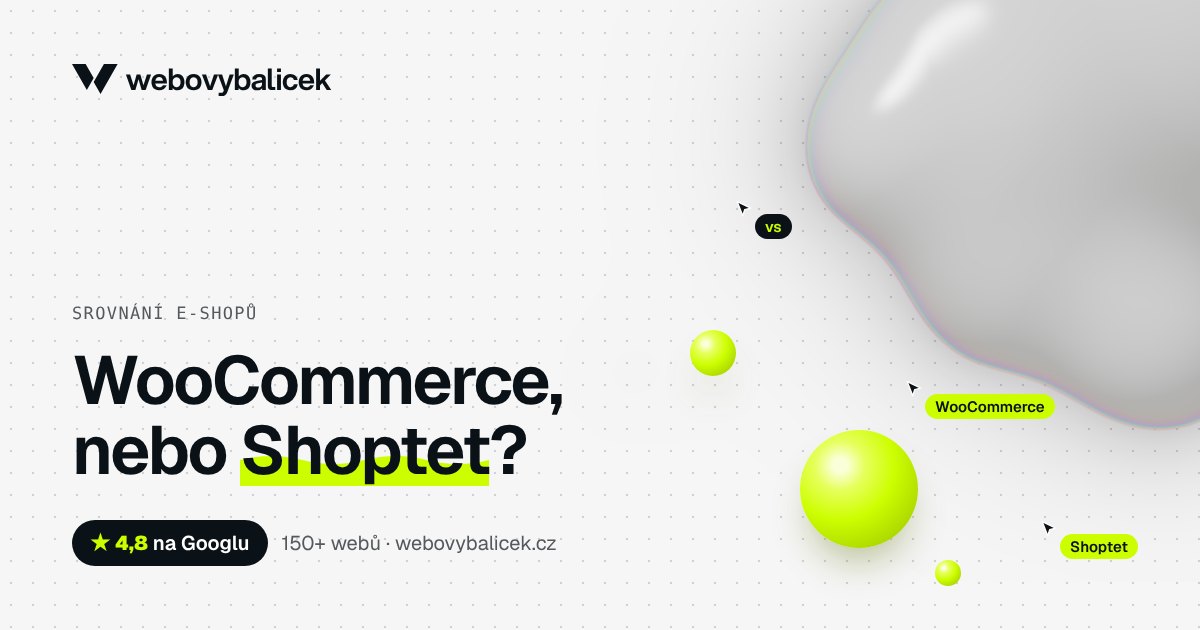 webovybalicek
vs
SROVNÁNÍ E-SHOPŮ
WooCommerce,
nebo Shoptet?
WooCommerce
Shoptet
★ 4,8 na Googlu
150+ webů · webovybalicek.cz